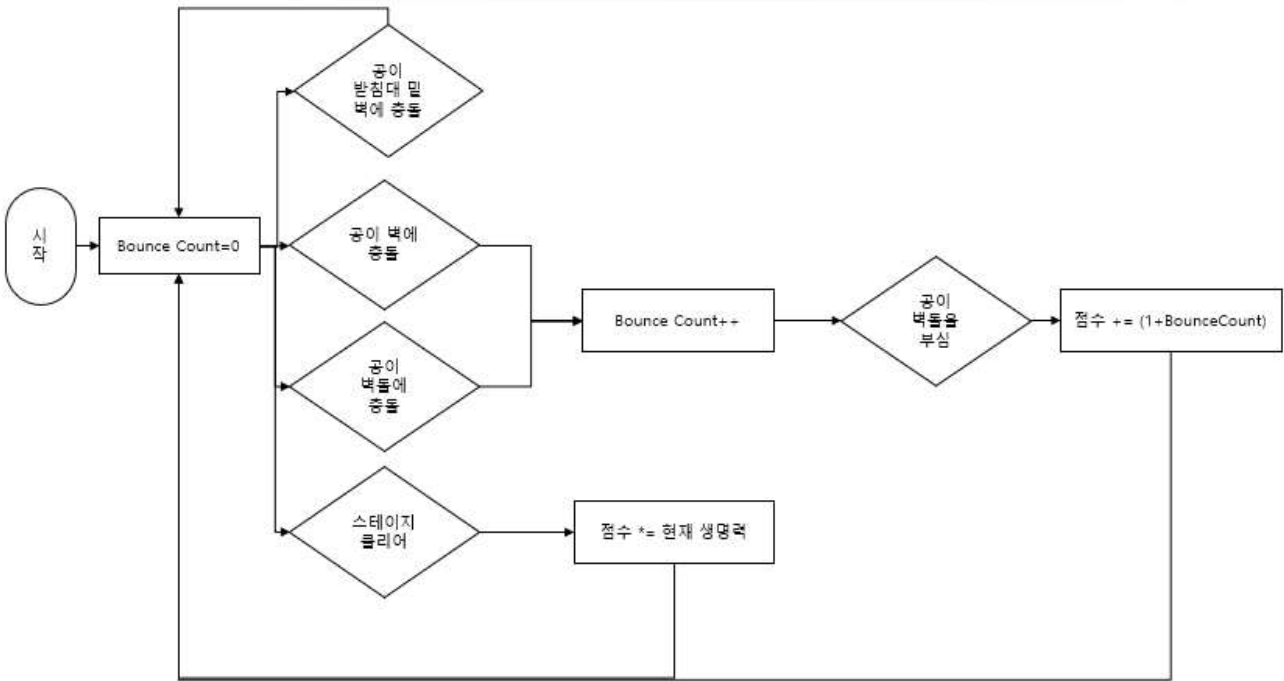 공이
받침대 밑
벽에 충돌
시
작
Bounce Count=0
공이 벽에
충돌
공이
벽돌에
충돌
스테이지
클리어
Bounce Count++
점수 *= 현재 생명력
공이
벽돌을
부심
점수 += (1+BounceCount)